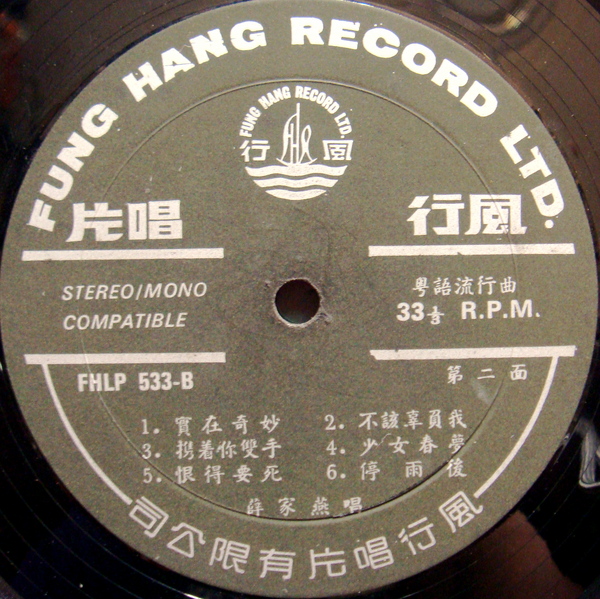 FUNG HANG RECORD LTD.
FUNG HANG RECORD LTD.
FHR
風行
風行唱片
STEREO/MONO
COMPATIBLE
粵語流行曲
33⅓ R.P.M.
FHLP 533-B
第二面
1. 實在奇妙
2. 不該辜負我
3. 携着你雙手
4. 少女春夢
5. 恨得要死
6. 停雨後
薛家燕唱
風行唱片有限公司